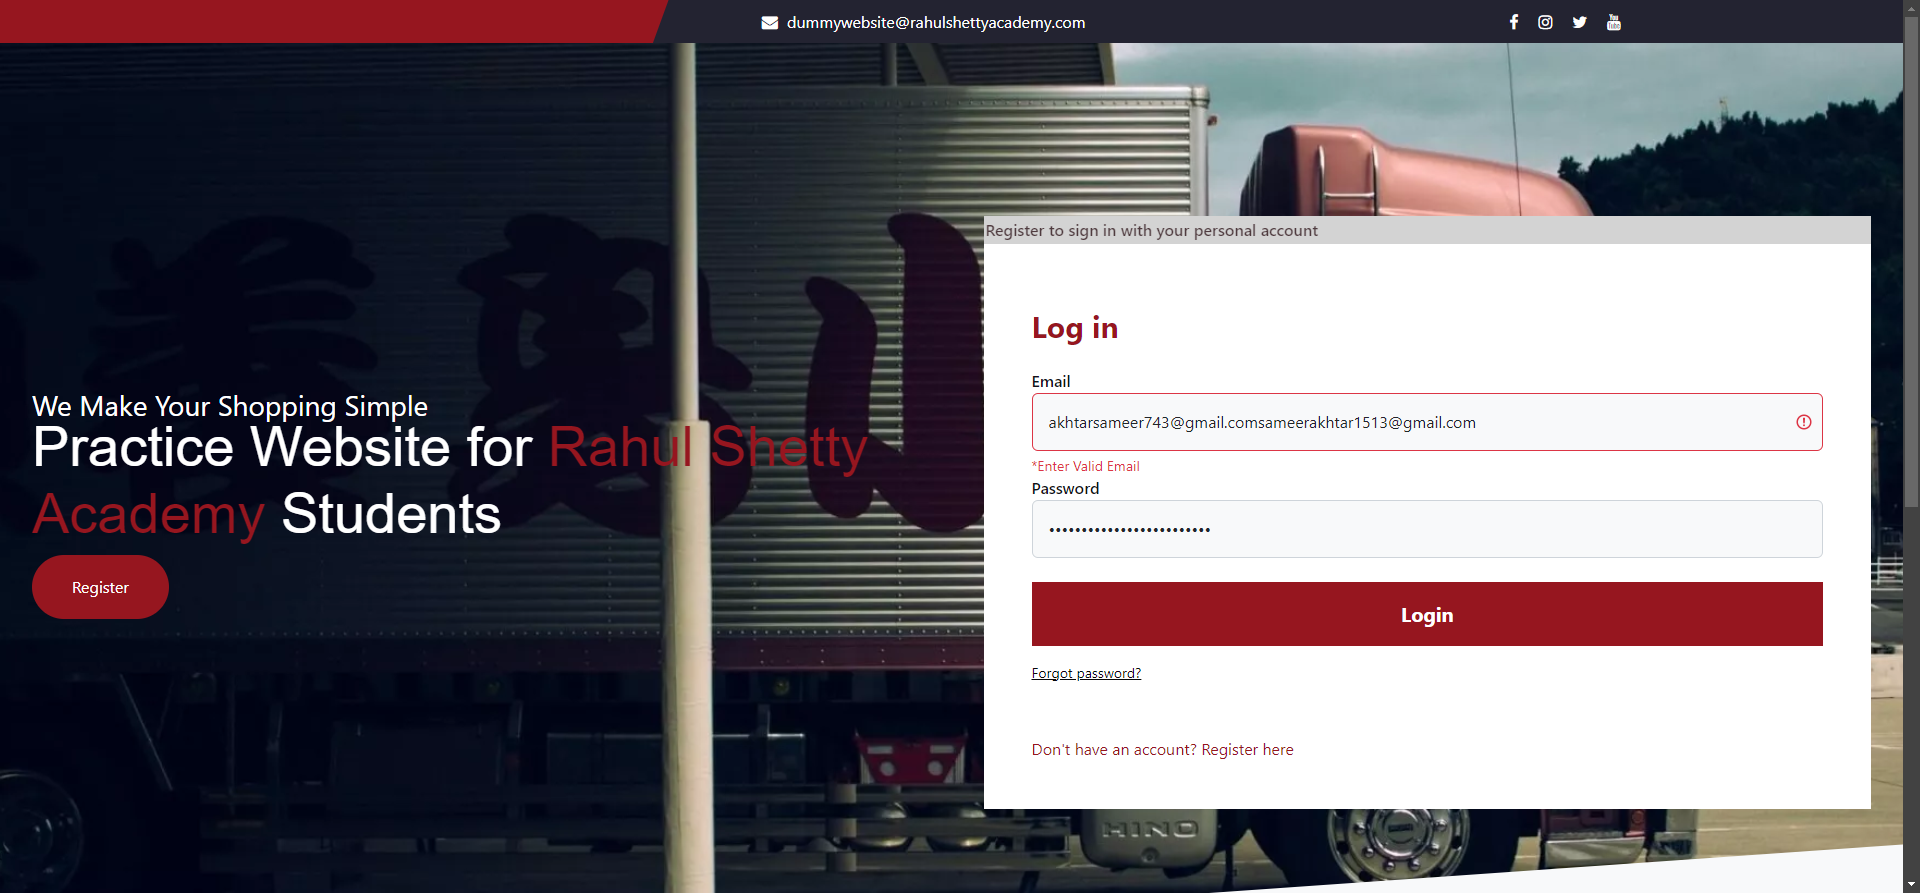 dummywebsite@rahulshettyacademy.com
We Make Your Shopping Simple
Practice Website for Rahul Shetty
Academy Students
Register
Register to sign in with your personal account
Log in
Email
akhtarsameer743@gmail.comsameerakhtar1513@gmail.com
*Enter Valid Email
Password
•••••••••••••••••••••••••
Login
Forgot password?
Don't have an account? Register here
HINO